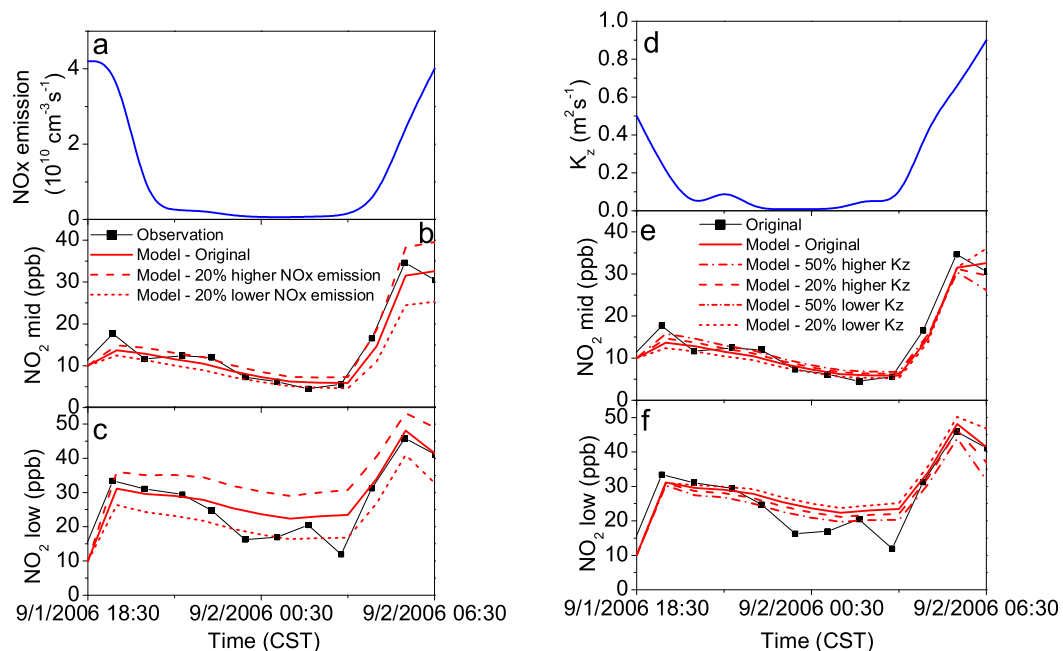 a
NOx emission
(10^10 cm^-3 s^-1)
4
2
0
b
Observation
Model - Original
Model - 20% higher NOx emission
Model - 20% lower NOx emission
NO₂ mid (ppb)
40
30
20
10
0
c
NO₂ low (ppb)
50
40
30
20
10
0
9/1/2006 18:30 9/2/2006 00:30 9/2/2006 06:30
Time (CST)
d
K_z (m²s⁻¹)
1.0
0.8
0.6
0.4
0.2
0.0
e
Original
Model - Original
Model - 50% higher Kz
Model - 20% higher Kz
Model - 50% lower Kz
Model - 20% lower Kz
NO₂ mid (ppb)
40
30
20
10
0
f
NO₂ low (ppb)
50
40
30
20
10
0
9/1/2006 18:30 9/2/2006 00:30 9/2/2006 06:30
Time (CST)